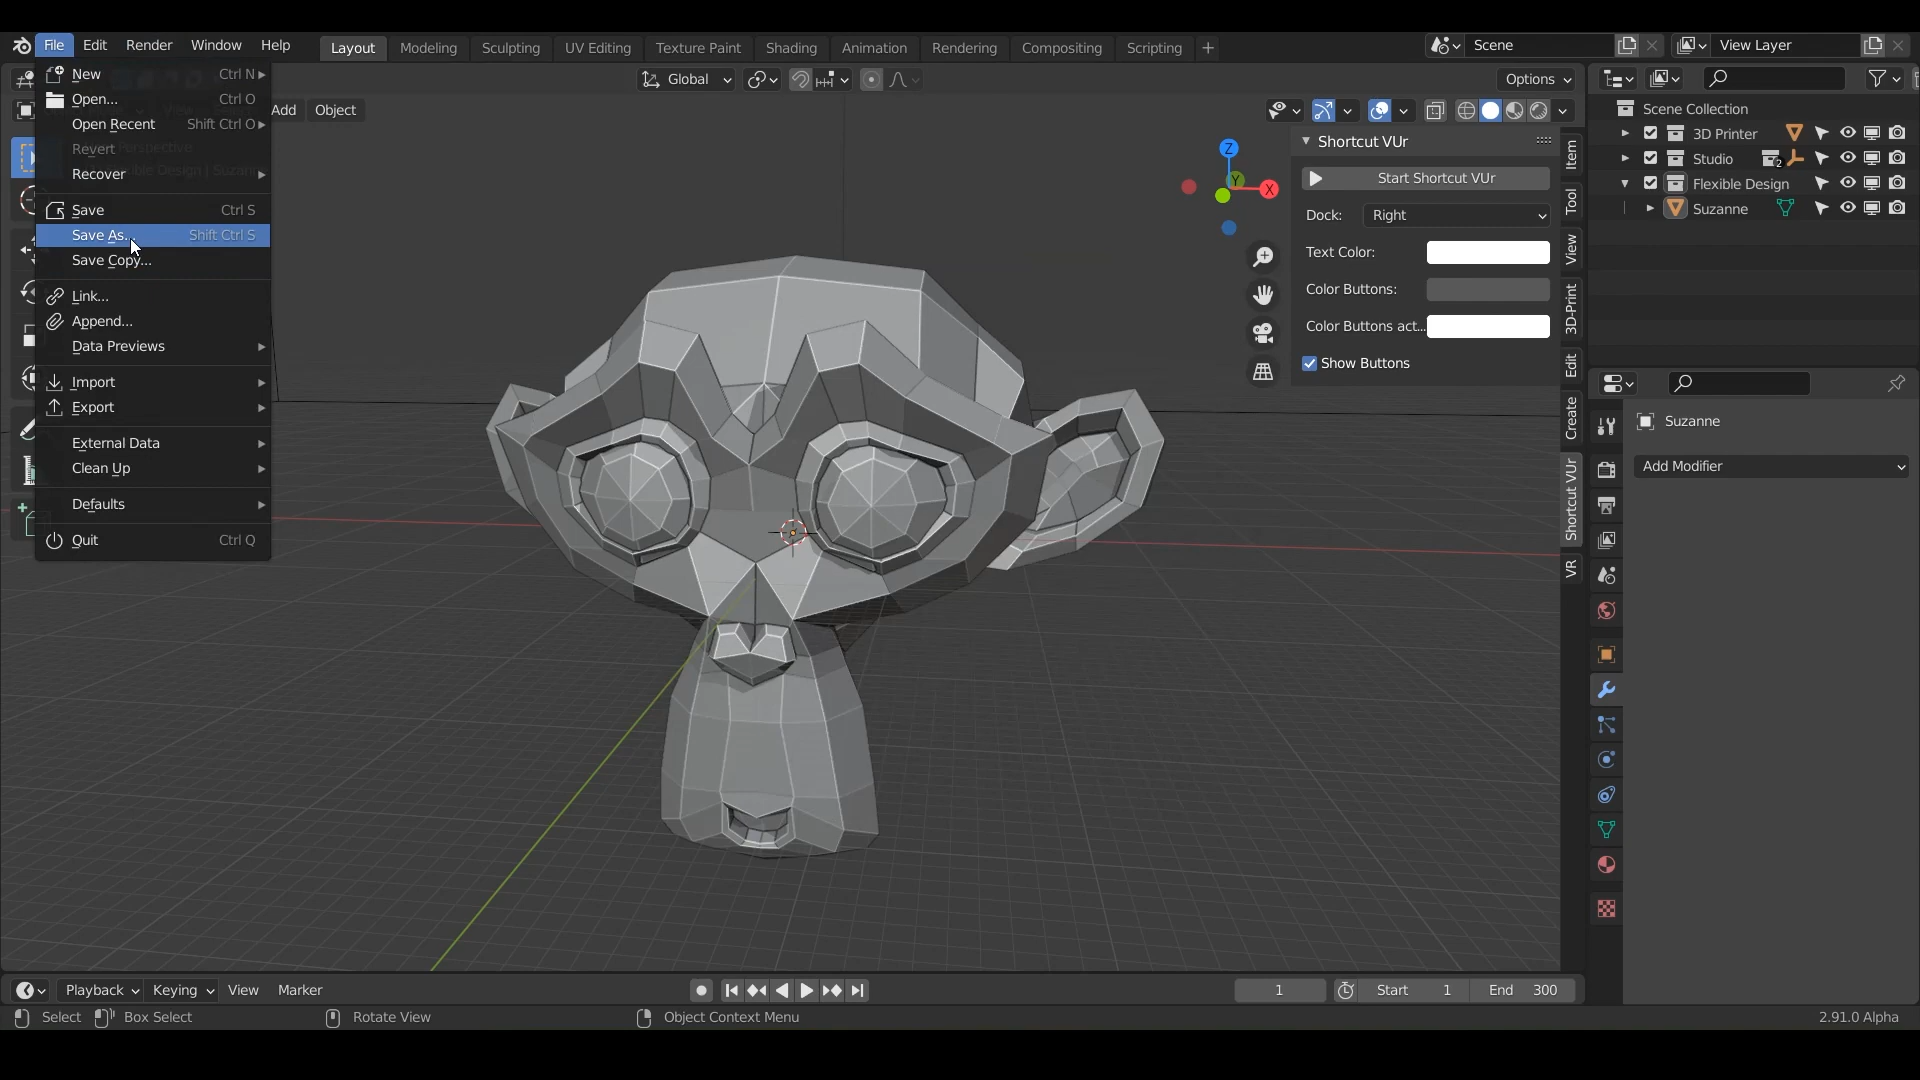 File Edit Render Window Help Layout Modeling Sculpting UV Editing Texture Paint Shading Animation Rendering Compositing Scripting + Scene View Layer
New Ctrl N
Open... Ctrl O
Open Recent Shift Ctrl O
Revert
Recover
Save Ctrl S
Save As... Shift Ctrl S
Save Copy...
Link...
Append...
Data Previews
Import
Export
External Data
Clean Up
Defaults
Quit Ctrl Q
Global Options
Add Object
Perspective
Z
Y
X
Shortcut VUr
Start Shortcut VUr
Dock: Right
Text Color:
Color Buttons:
Color Buttons act...
Show Buttons
Item
Tool
View
3D-Print
Edit
Create
Shortcut VUr
VR
Scene Collection
3D Printer
Studio 2
Flexible Design
Suzanne
Suzanne
Add Modifier
Playback Keying View Marker 1 Start 1 End 300
Select Box Select Rotate View Object Context Menu 2.91.0 Alpha